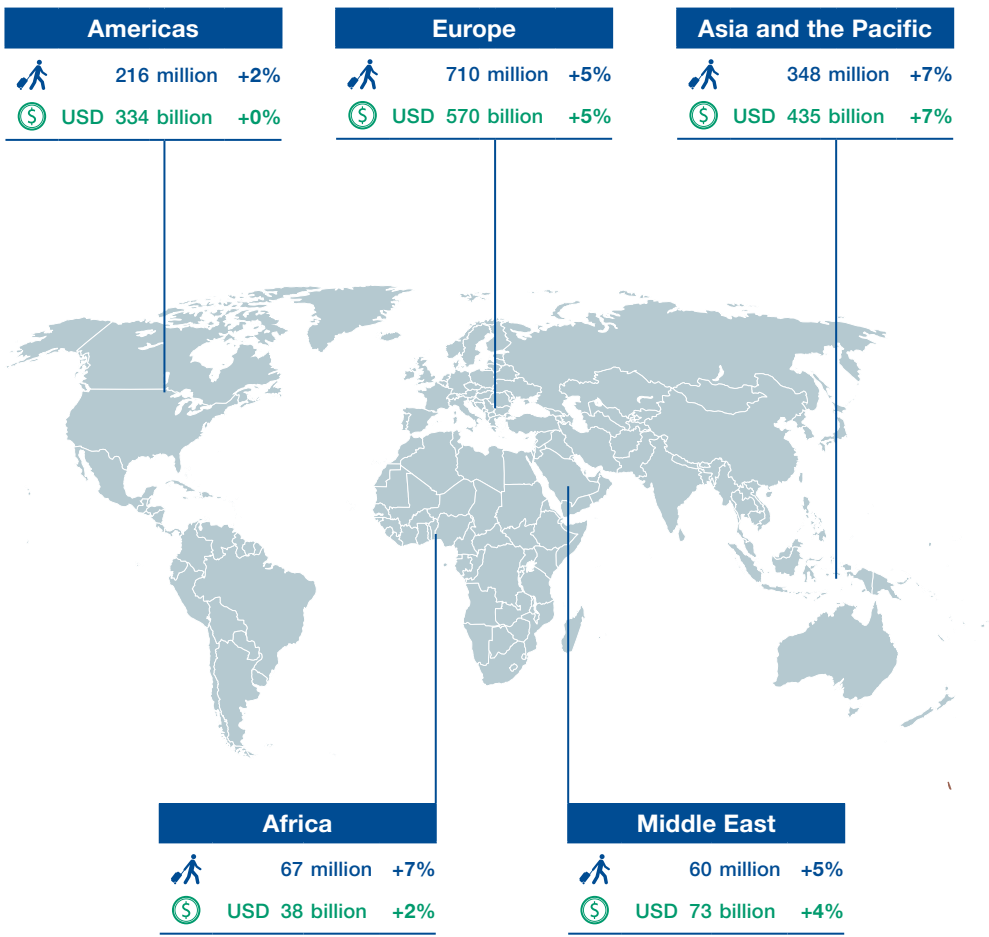 Americas
216 million +2%
$ USD 334 billion +0%
Europe
710 million +5%
$ USD 570 billion +5%
Asia and the Pacific
348 million +7%
$ USD 435 billion +7%
Africa
67 million +7%
$ USD 38 billion +2%
Middle East
60 million +5%
$ USD 73 billion +4%